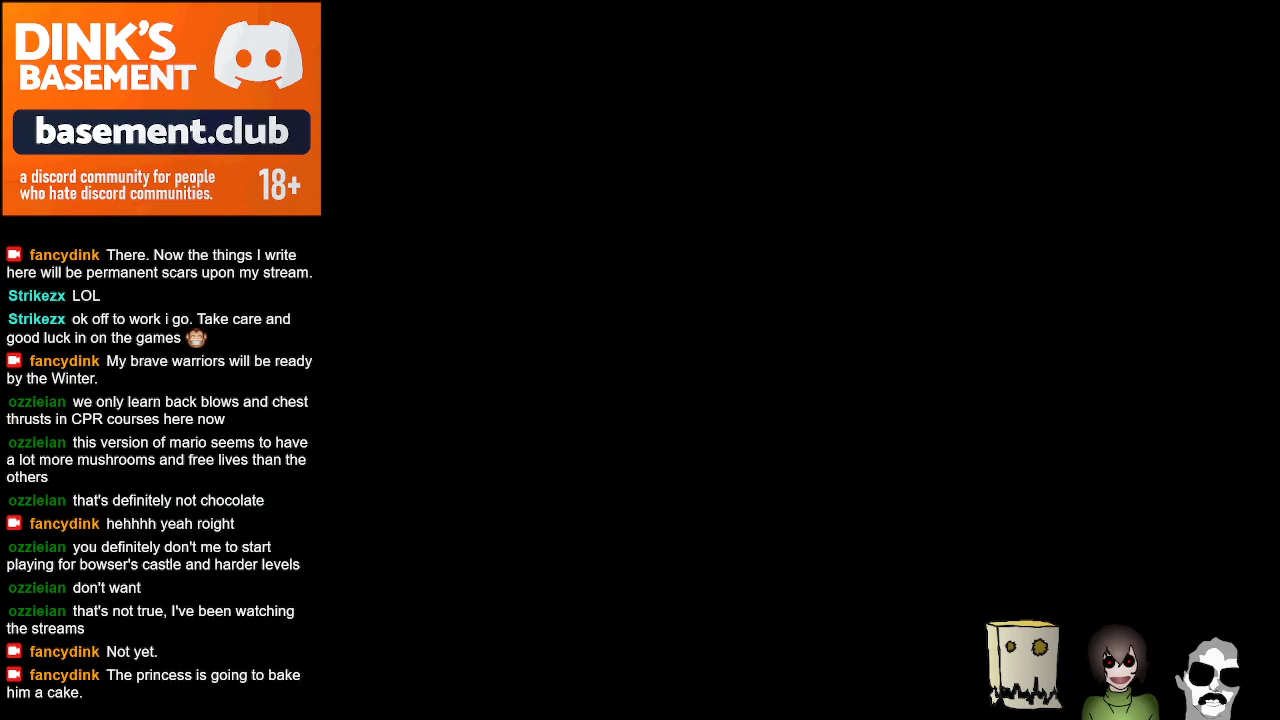 DINK'S
BASEMENT
basement.club
a discord community for people
who hate discord communities.
18+
fancydink There. Now the things I write
here will be permanent scars upon my stream.
Strikezx LOL
Strikezx ok off to work i go. Take care and
good luck in on the games
fancydink My brave warriors will be ready
by the Winter.
ozzieian we only learn back blows and chest
thrusts in CPR courses here now
ozzieian this version of mario seems to have
a lot more mushrooms and free lives than the
others
ozzieian that's definitely not chocolate
fancydink hehhhh yeah roight
ozzieian you definitely don't me to start
playing for bowser's castle and harder levels
ozzieian don't want
ozzieian that's not true, I've been watching
the streams
fancydink Not yet.
fancydink The princess is going to bake
him a cake.